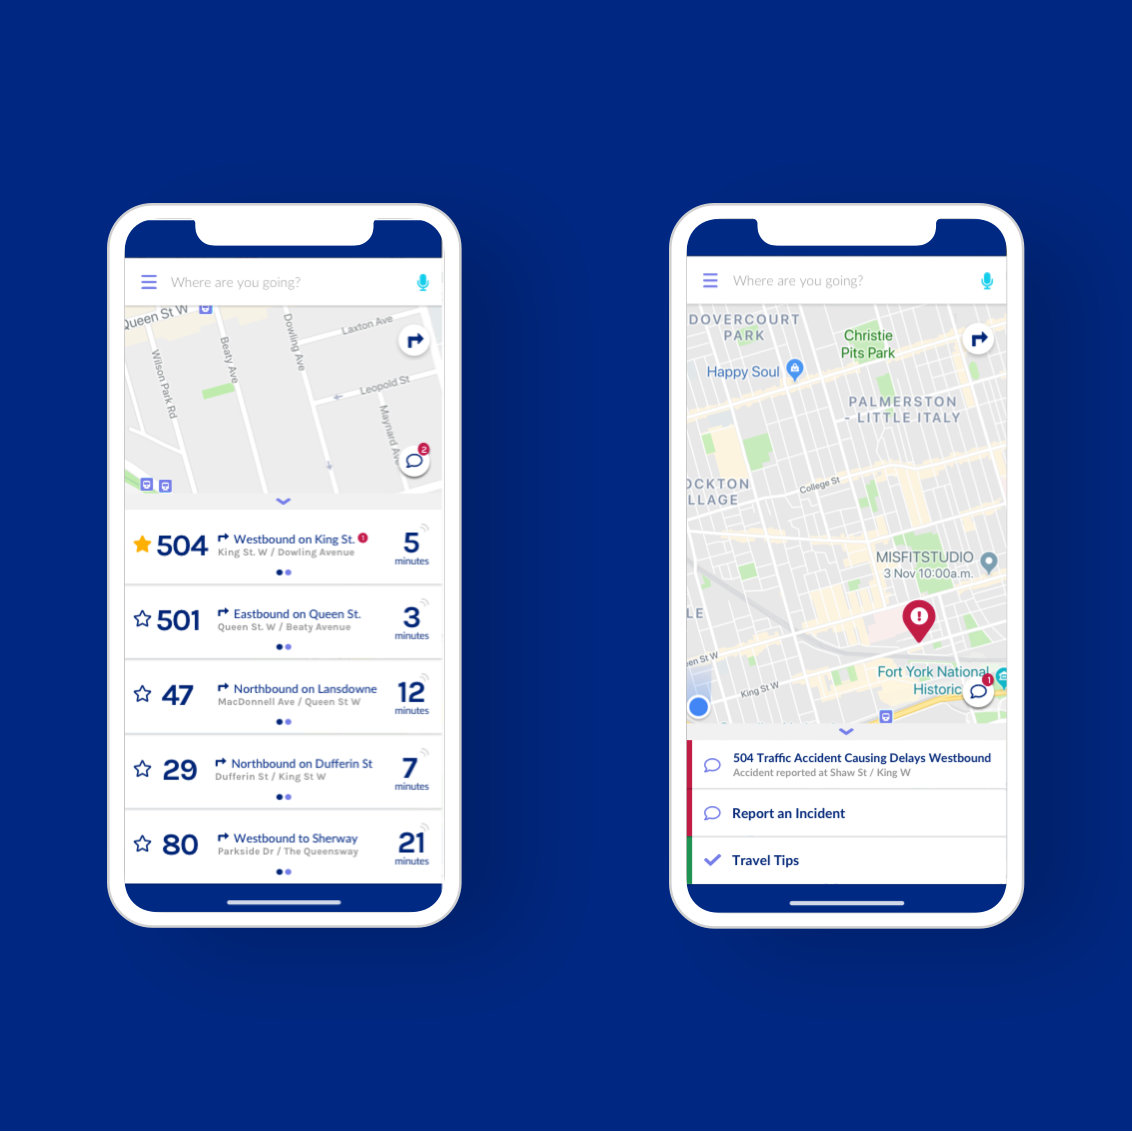 Where are you going?
Queen St W
Dowling Ave
Laxton Ave
Wilson Park Rd
Beaty Ave
Leopold St
Maynard Ave
2
504
Westbound on King St.
King St. W / Dowling Avenue
5
minutes
501
Eastbound on Queen St.
Queen St. W / Beaty Avenue
3
minutes
47
Northbound on Lansdowne
MacDonnell Ave / Queen St W
12
minutes
29
Northbound on Dufferin St
Dufferin St / King St W
7
minutes
80
Westbound to Sherway
Parkside Dr / The Queensway
21
minutes
Where are you going?
DOVERCOURT
PARK
Christie
Pits Park
Happy Soul
PALMERSTON
- LITTLE ITALY
OCKTON
LLAGE
College St
MISFITSTUDIO
3 Nov 10:00a.m.
!
LE
en St W
King St W
Fort York National
Historic
1
504 Traffic Accident Causing Delays Westbound
Accident reported at Shaw St / King W
Report an Incident
Travel Tips